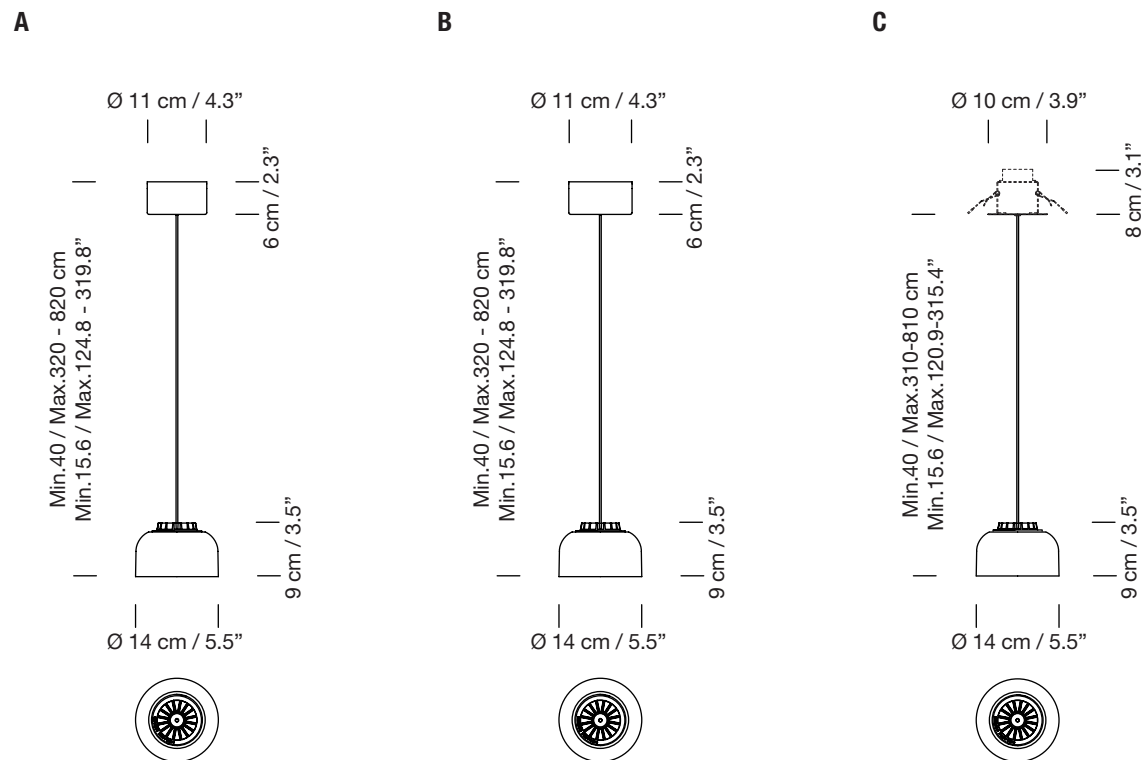 A
Ø 11 cm / 4.3”
6 cm / 2.3”
Min.40 / Max.320 - 820 cm
Min.15.6 / Max.124.8 - 319.8”
9 cm / 3.5”
Ø 14 cm / 5.5”
B
Ø 11 cm / 4.3”
6 cm / 2.3”
Min.40 / Max.320 - 820 cm
Min.15.6 / Max.124.8 - 319.8”
9 cm / 3.5”
Ø 14 cm / 5.5”
C
Ø 10 cm / 3.9”
8 cm / 3.1”
Min.40 / Max.310-810 cm
Min.15.6 / Max.120.9-315.4”
9 cm / 3.5”
Ø 14 cm / 5.5”